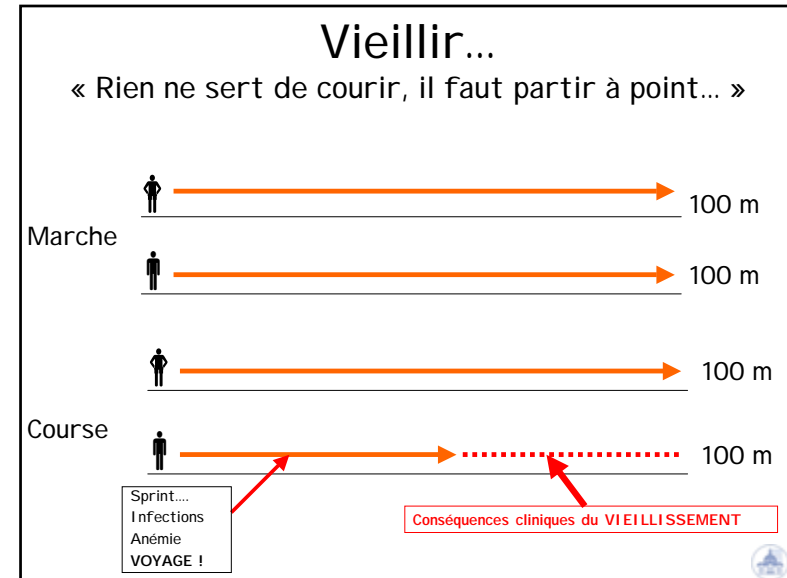 Vieillir...
« Rien ne sert de courir, il faut partir à point... »
100 m
Marche
100 m
100 m
Course
100 m
Sprint....
Infections
Anémie
VOYAGE !
Conséquences cliniques du VIEILLISSEMENT